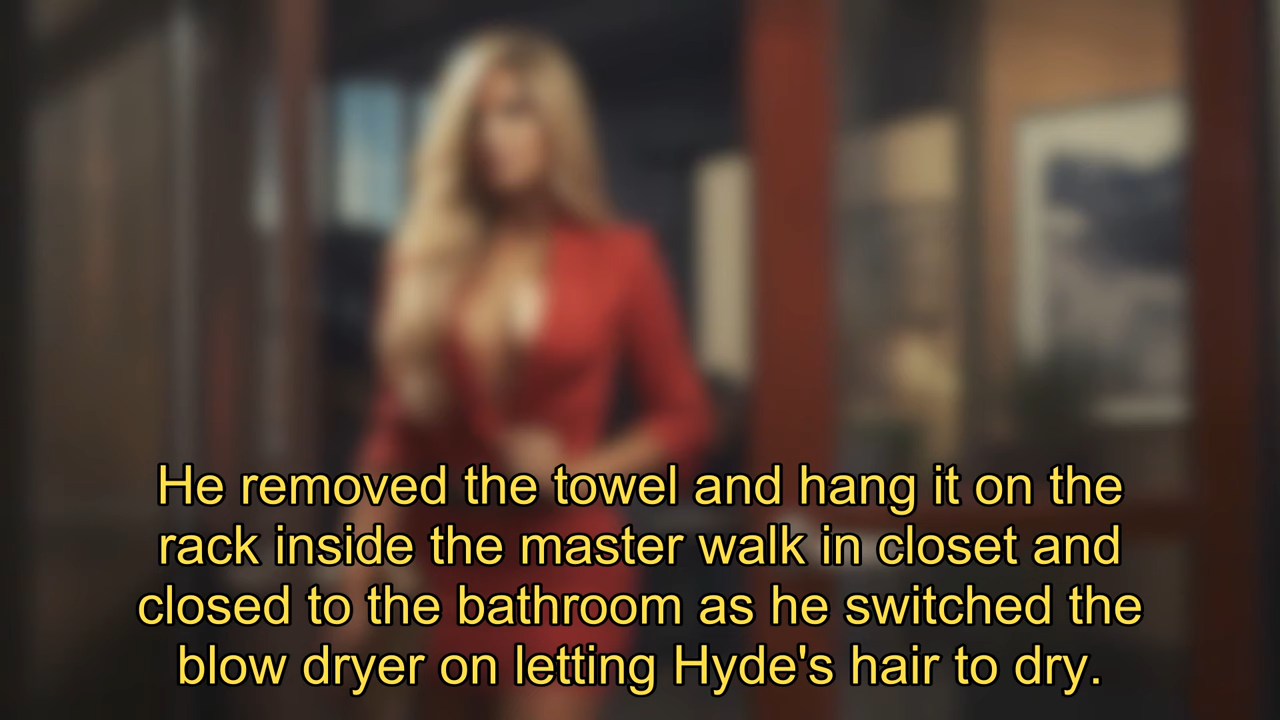 He removed the towel and hang it on the
rack inside the master walk in closet and
closed to the bathroom as he switched the
blow dryer on letting Hyde's hair to dry.